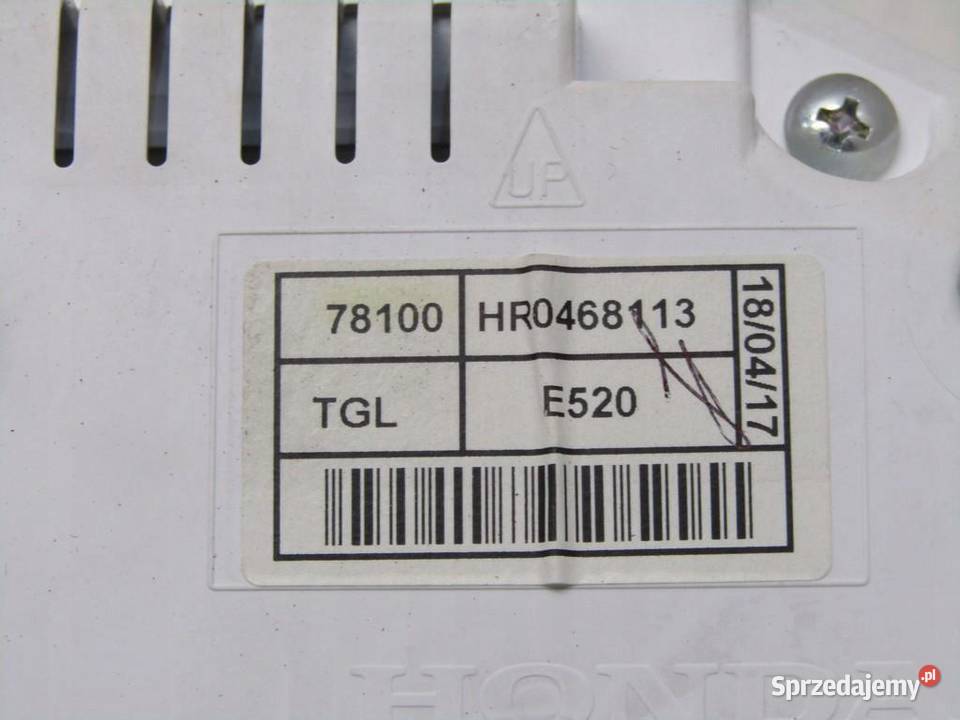 UP
78100 HR0468113
18/04/17
TGL E520
HONDA
Sprzedajemy.pl